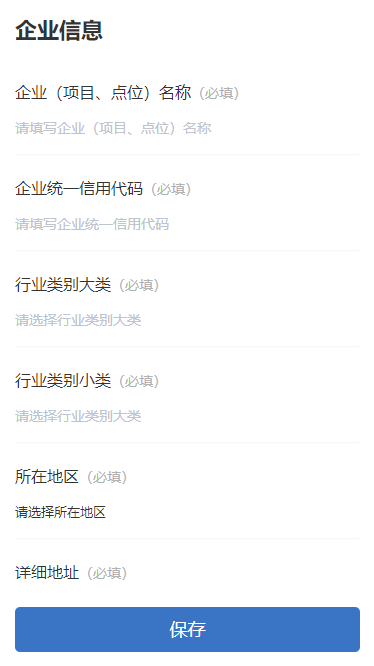 企业信息
企业（项目、点位）名称（必填）
请填写企业（项目、点位）名称
企业统一信用代码（必填）
请填写企业统一信用代码
行业类别大类（必填）
请选择行业类别大类
行业类别小类（必填）
请选择行业类别大类
所在地区（必填）
请选择所在地区
详细地址（必填）
保存